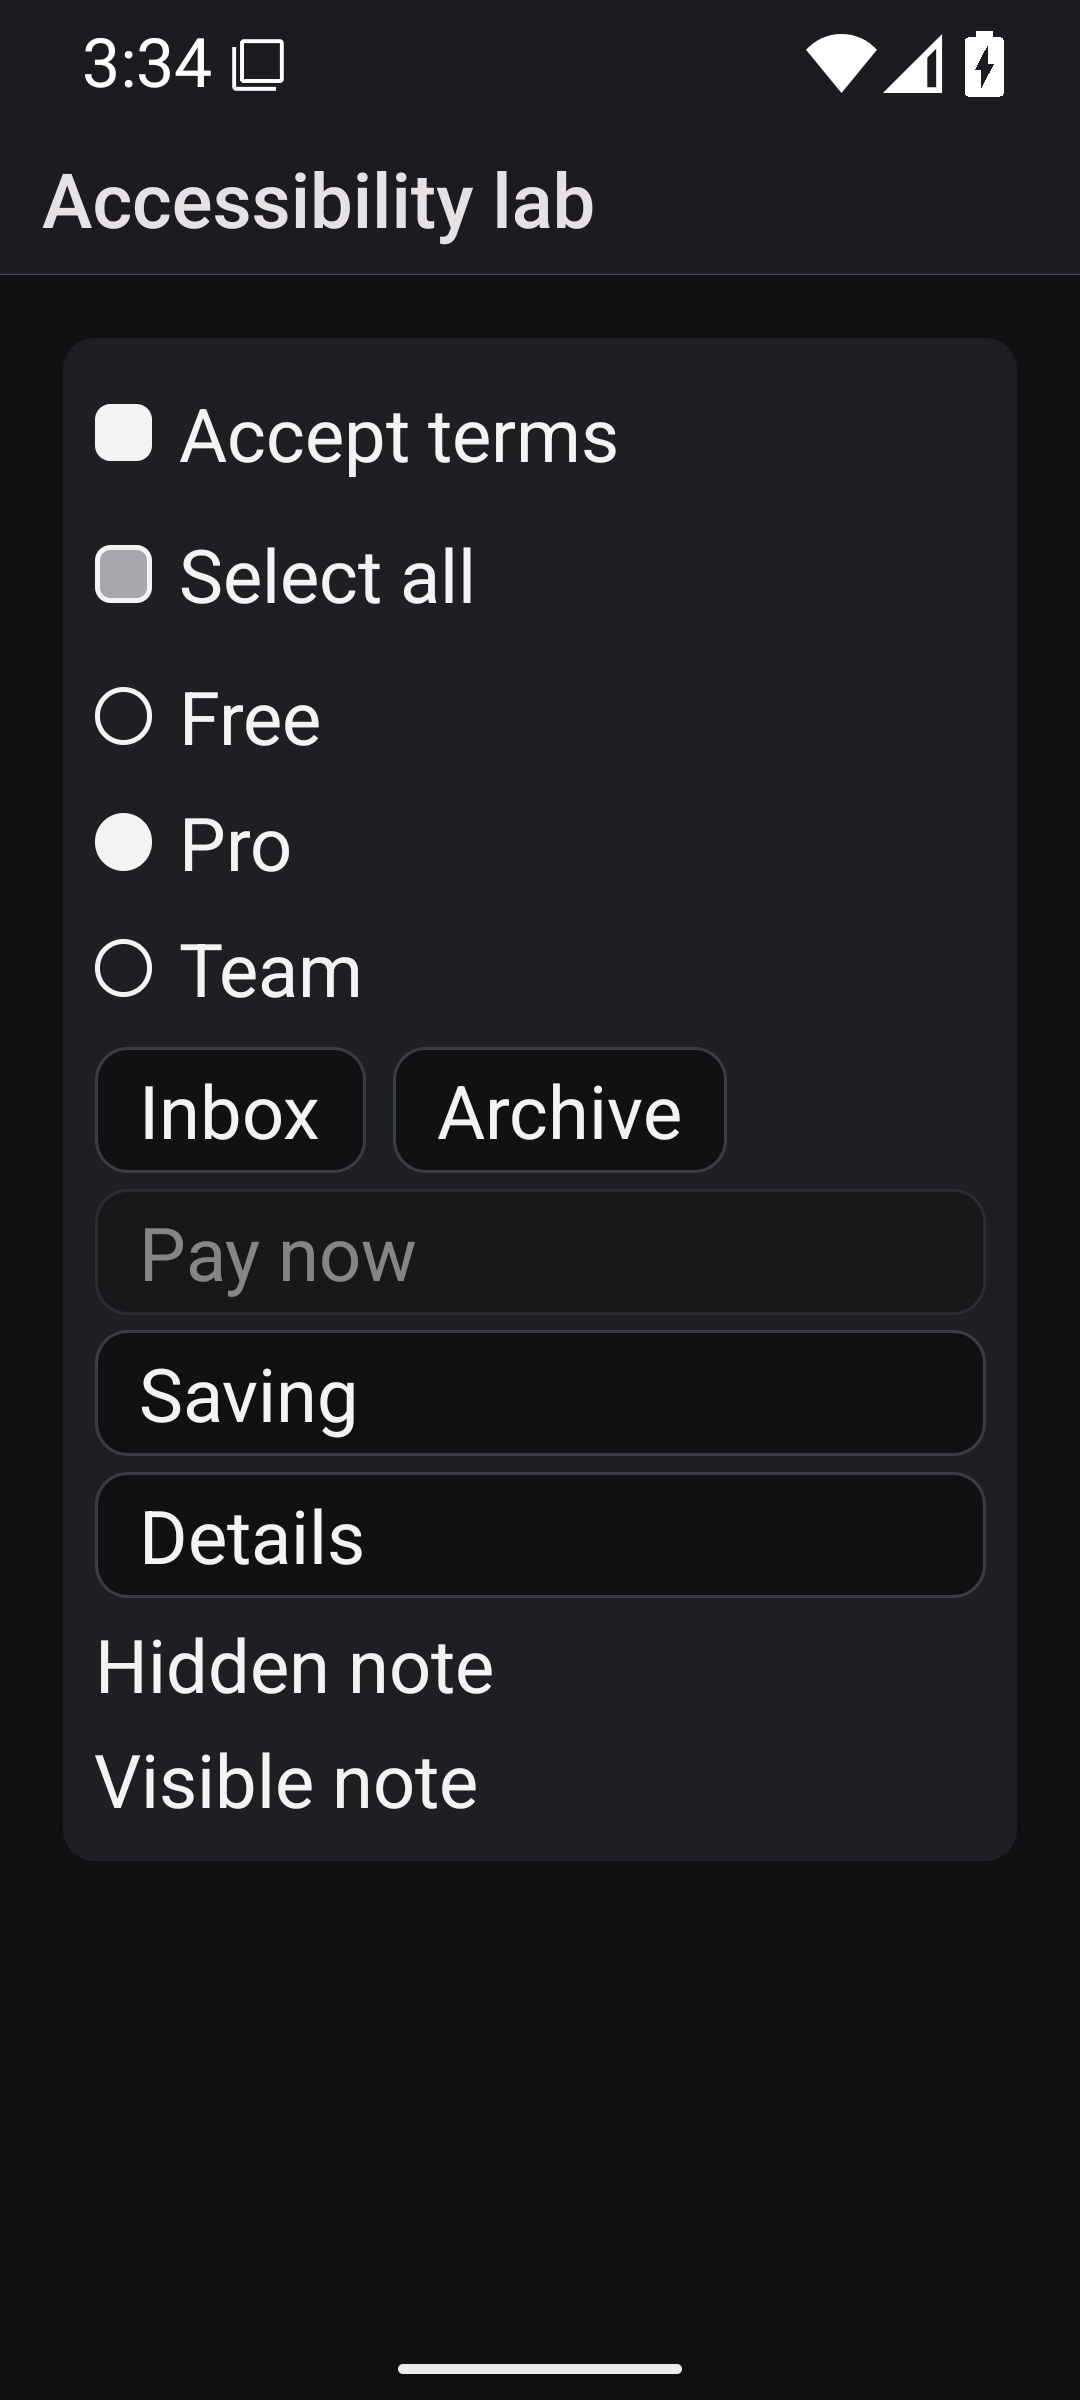 3:34
Accessibility lab
Accept terms
Select all
Free
Pro
Team
Inbox Archive
Pay now
Saving
Details
Hidden note
Visible note